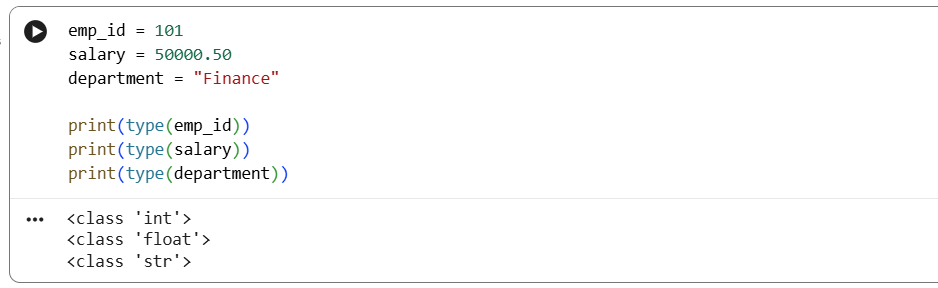 emp_id = 101
salary = 50000.50
department = "Finance"
print(type(emp_id))
print(type(salary))
print(type(department))
<class 'int'>
<class 'float'>
<class 'str'>